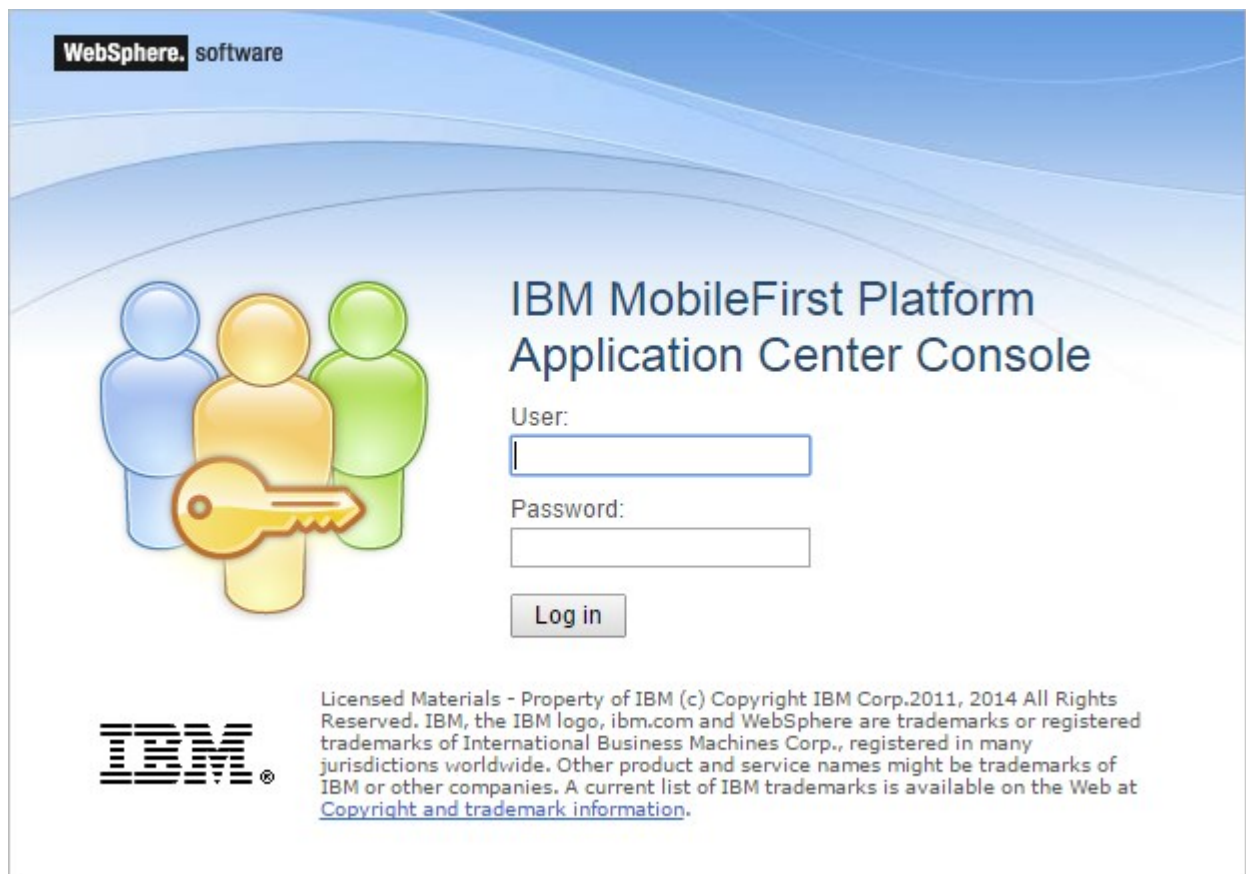 WebSphere. software
IBM MobileFirst Platform
Application Center Console
User:
Password:
Log in
Licensed Materials - Property of IBM (c) Copyright IBM Corp.2011, 2014 All Rights
Reserved. IBM, the IBM logo, ibm.com and WebSphere are trademarks or registered
trademarks of International Business Machines Corp., registered in many
jurisdictions worldwide. Other product and service names might be trademarks of
IBM or other companies. A current list of IBM trademarks is available on the Web at
Copyright and trademark information.
IBM®